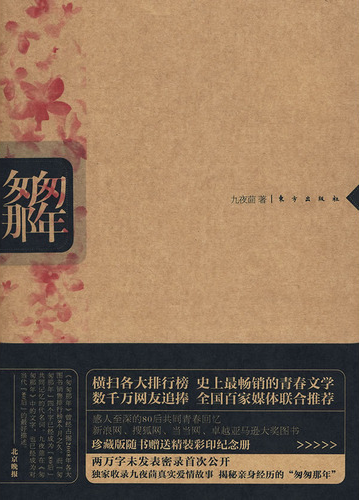 匆匆
那年
九夜茴 著 东方出版社
横扫各大排行榜 史上最畅销的青春文学
数千万网友追捧 全国百家媒体联合推荐
感人至深的80后共同青春回忆
新浪网、搜狐网、当当网、卓越亚马逊大奖图书
珍藏版随书赠送精装彩印纪念册 >>>>>
两万字未发表密录首次公开
独家收录九夜茴真实爱情故事 揭秘亲身经历的“匆匆那年”
北京晚报